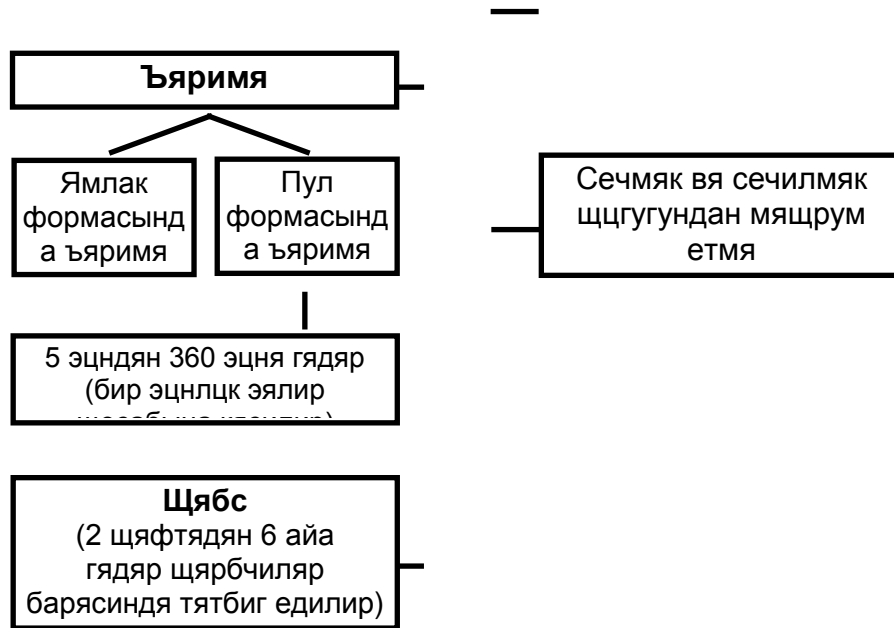 Ъяримя
Ямлак
формасынд
а ъяримя
Пул
формасынд
а ъяримя
Сечмяк вя сечилмяк
щцгугундан мящрум
етмя
5 эцндян 360 эцня гядяр
(бир эцнлцк эялир
Щябс
(2 щяфтядян 6 айа
гядяр щярбчиляр
барясиндя тятбиг едилир)